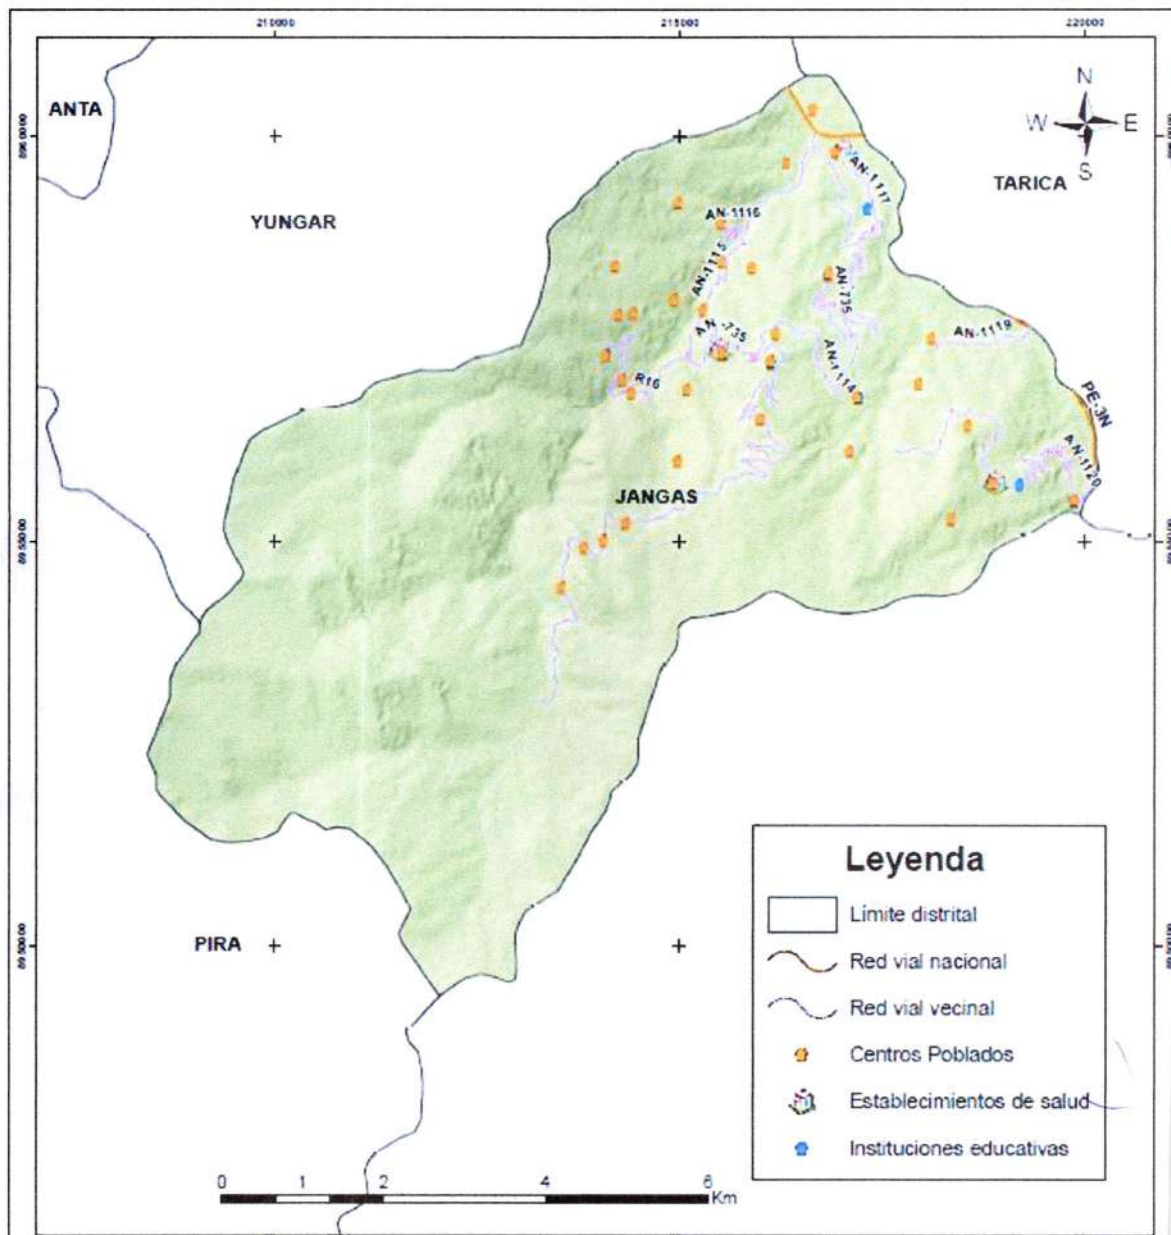 210000
215000
220000
ANTA
N
W
E
S
TARICA
YUNGAR
AN-1117
AN-1116
AN-1115
AN-735
AN-1119
AN -735
AN-1114
R16
PE-3N
AN-1120
JANGAS
PIRA
Leyenda
Límite distrital
Red vial nacional
Red vial vecinal
Centros Poblados
Establecimientos de salud
Instituciones educativas
0 1 2 4 6
Km